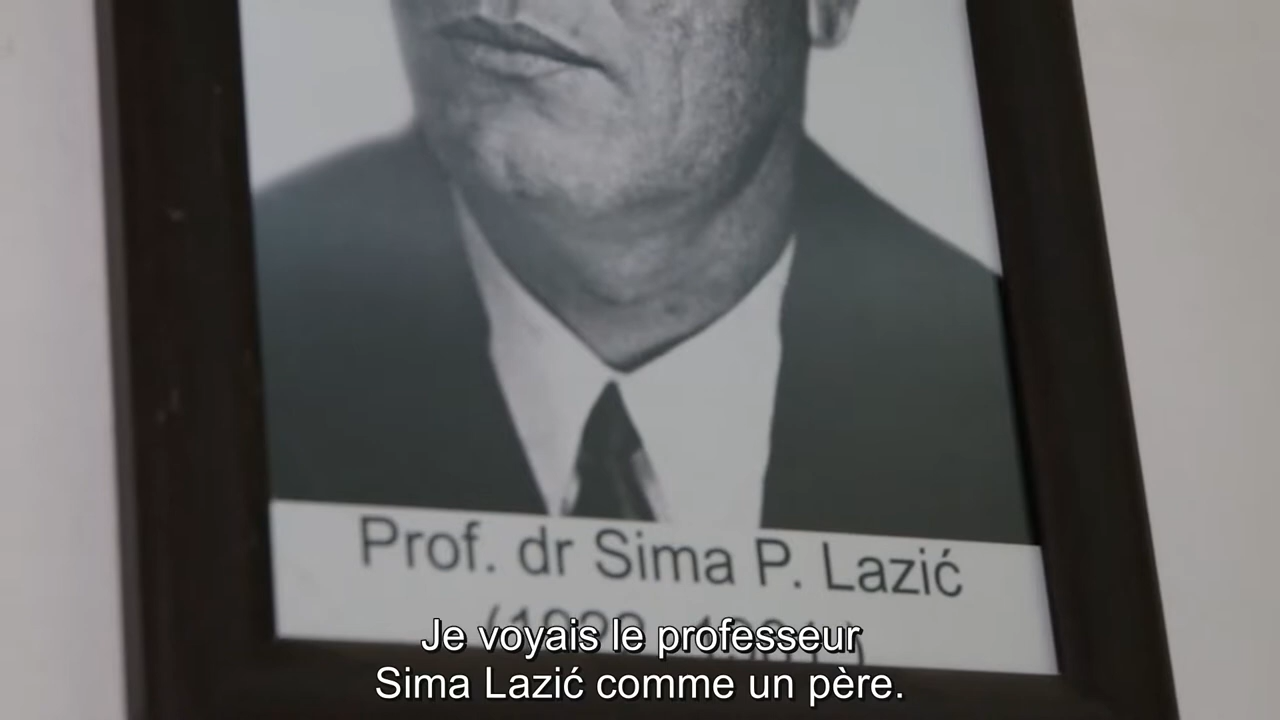 Prof. dr Sima P. Lazić
Je voyais le professeur
Sima Lazić comme un père.